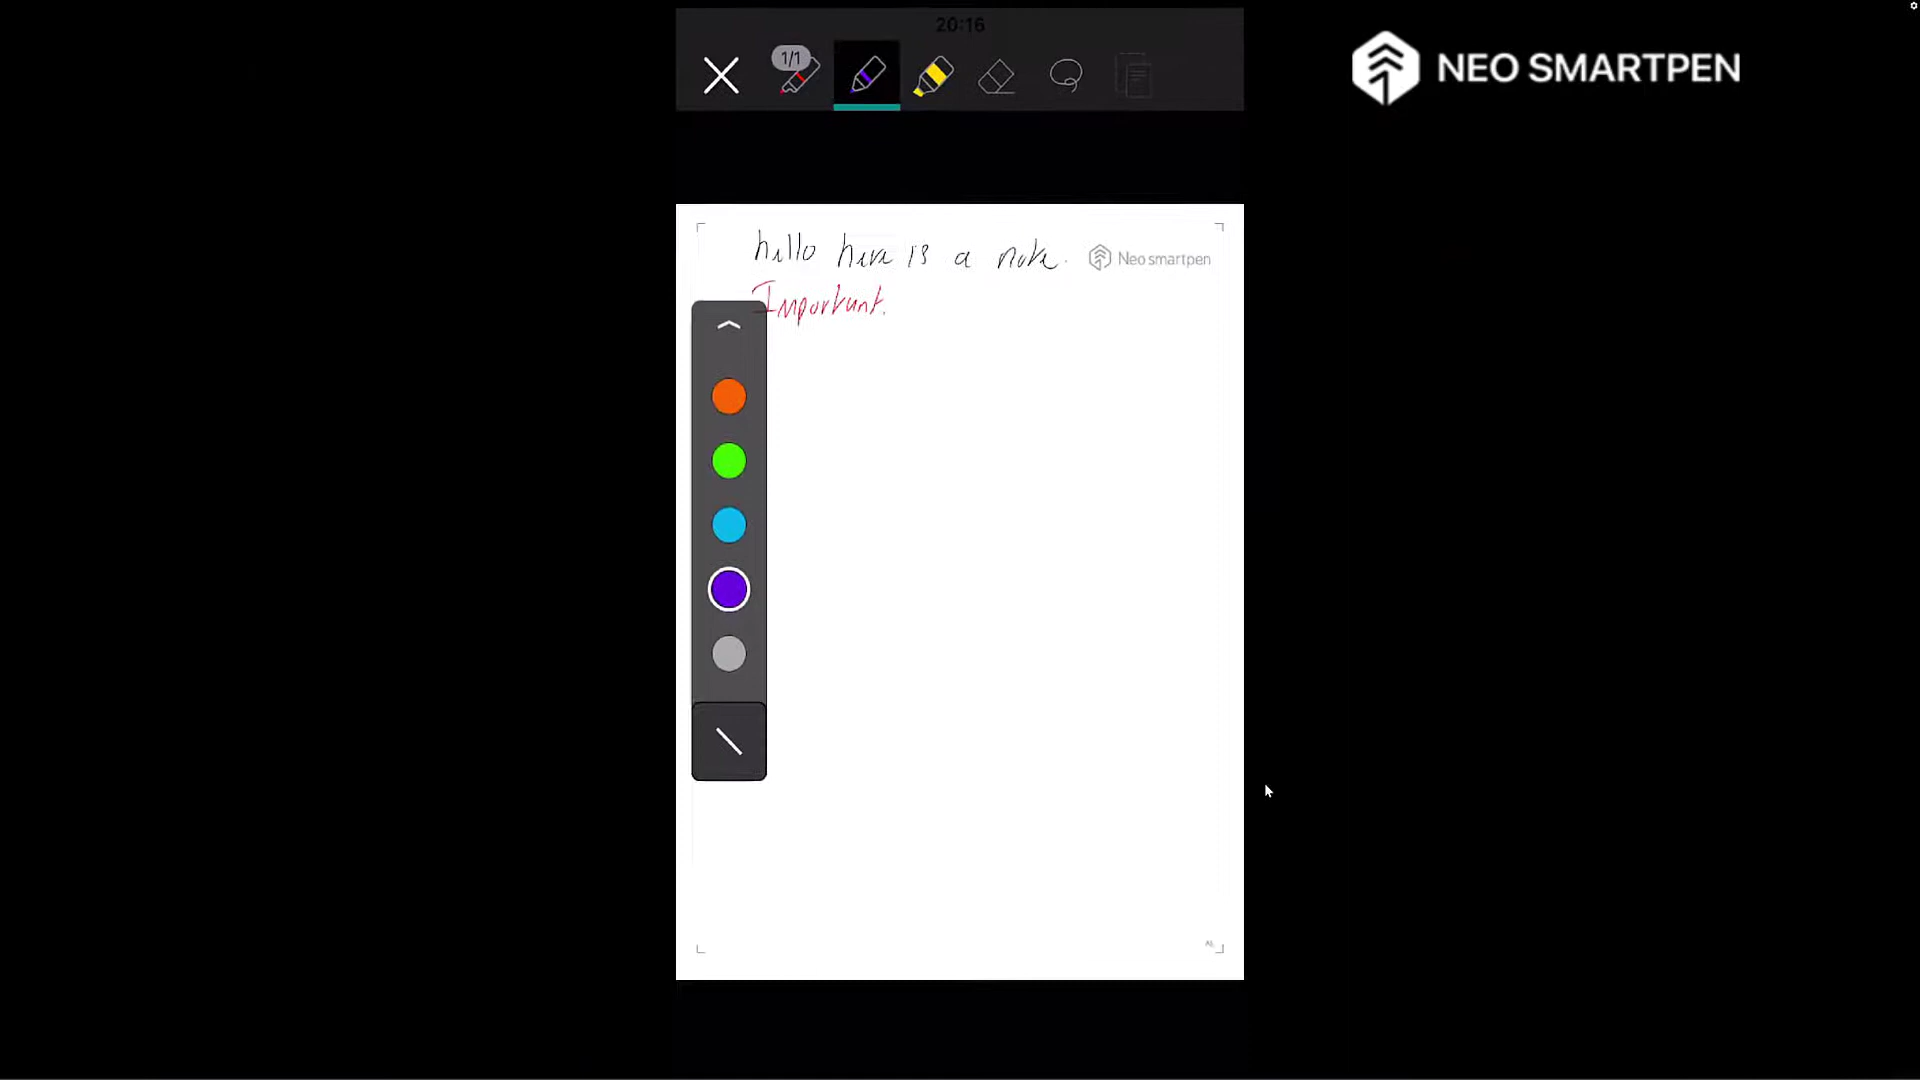 20:16
1/1
NEO SMARTPEN
hello here is a note.
Neo smartpen
Important.